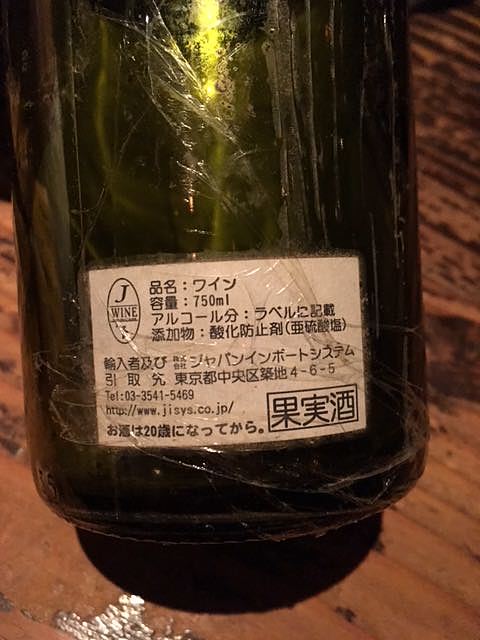 J
WINE
品名：ワイン
容量：750ml
アルコール分：ラベルに記載
添加物：酸化防止剤(亜硫酸塩)
輸入者及び 株式会社ジャパンインポートシステム
引取先 東京都中央区築地4-6-5
Tel:03-3541-5469
http://www.jisys.co.jp/
お酒は20歳になってから。
果実酒